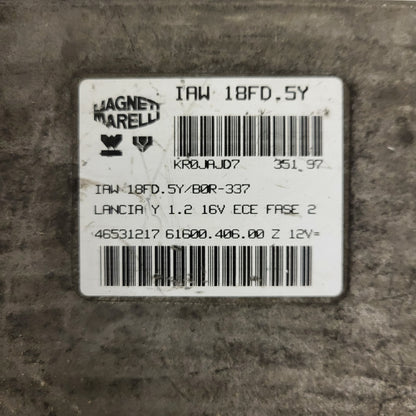 MAGNETI
MARELLI
IAW 18FD.5Y
KR0JAJD7 351 97
IAW 18FD.5Y/B0R-337
LANCIA Y 1.2 16V ECE FASE 2
46531217 61600.406.00 Z 12V=